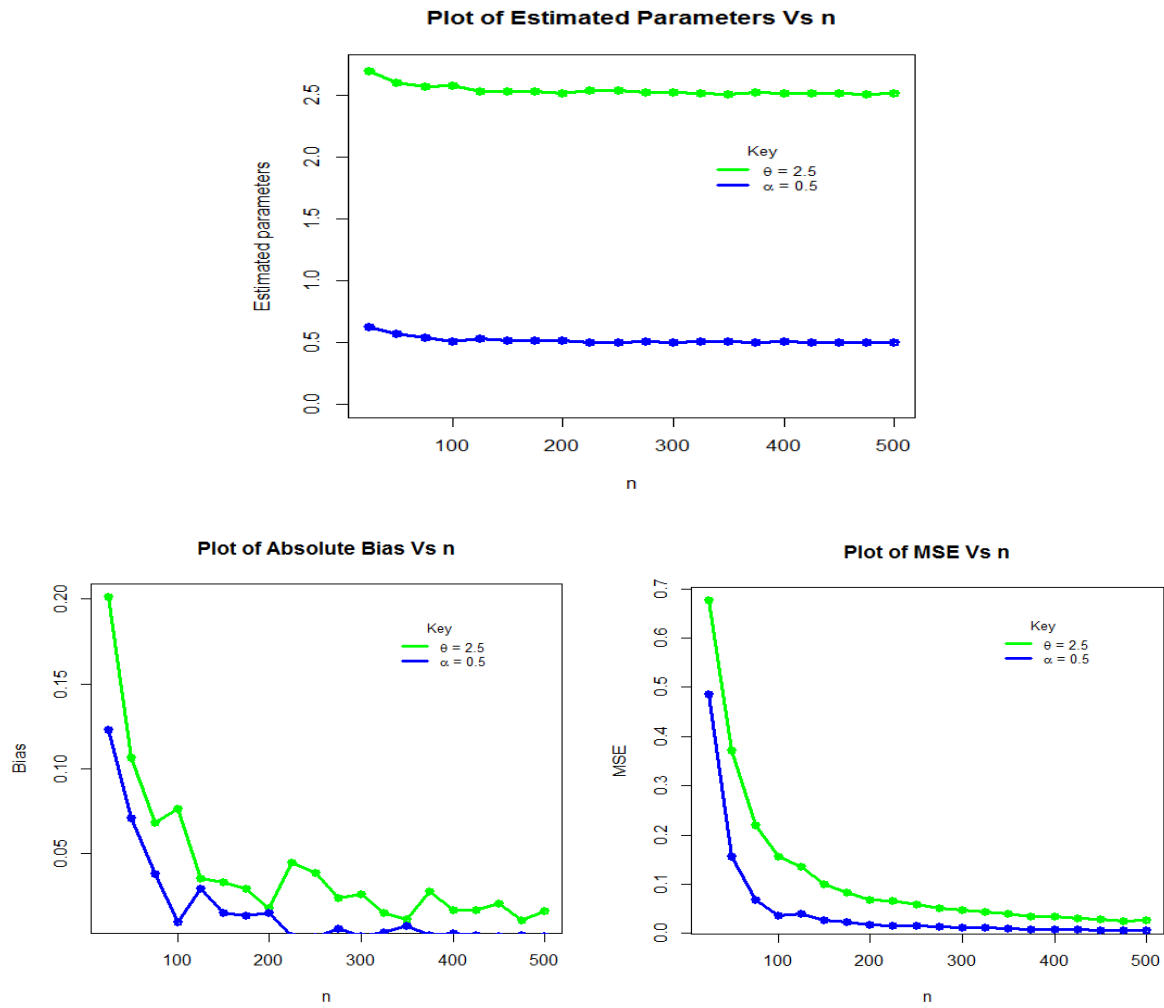 Plot of Estimated Parameters Vs n
Estimated parameters
2.5
2.0
1.5
1.0
0.5
0.0
Key
θ = 2.5
α = 0.5
100 200 300 400 500
n
Plot of Absolute Bias Vs n
Bias
0.20
0.15
0.10
0.05
Key
θ = 2.5
α = 0.5
100 200 300 400 500
n
Plot of MSE Vs n
MSE
0.7
0.6
0.5
0.4
0.3
0.2
0.1
0.0
Key
θ = 2.5
α = 0.5
100 200 300 400 500
n